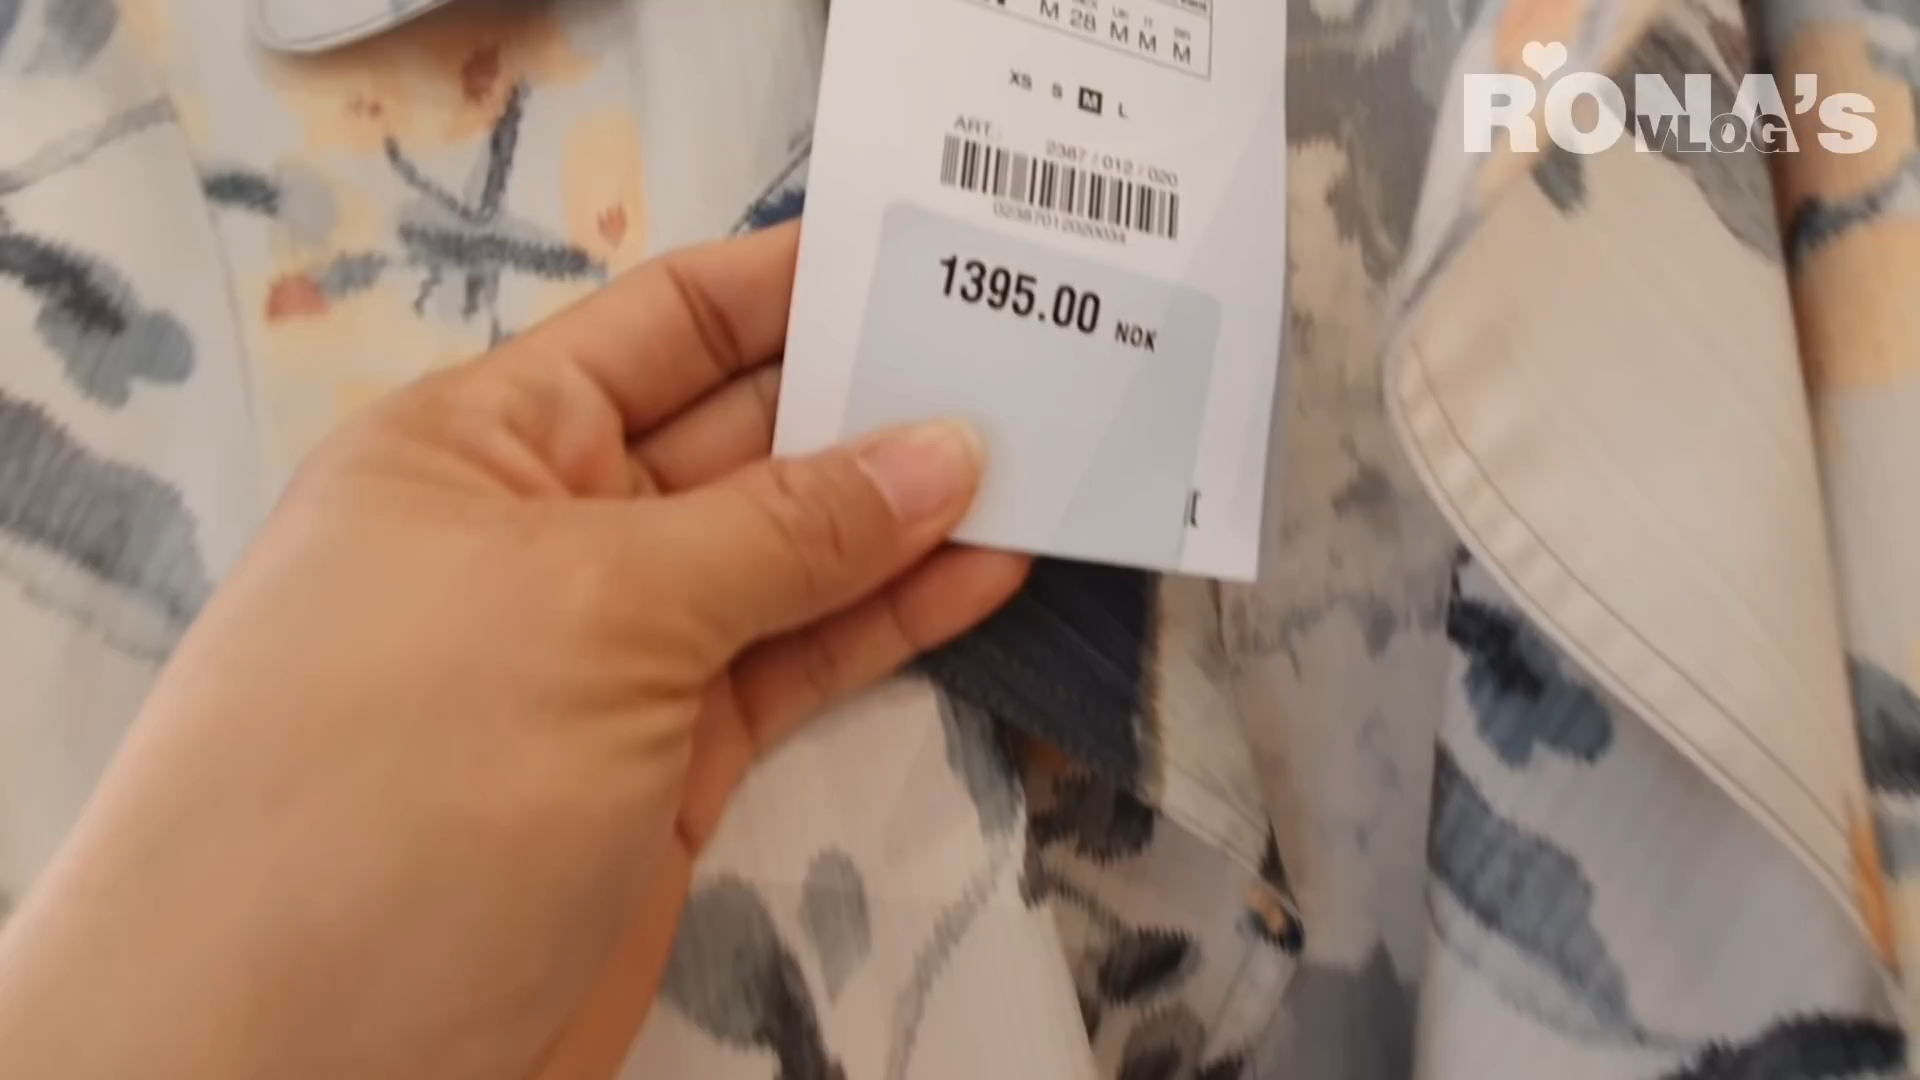 M 28 M M M
XS S M L
ART.:
2387 / 012 / 020
1395.00 NOK
RONA's
VLOG